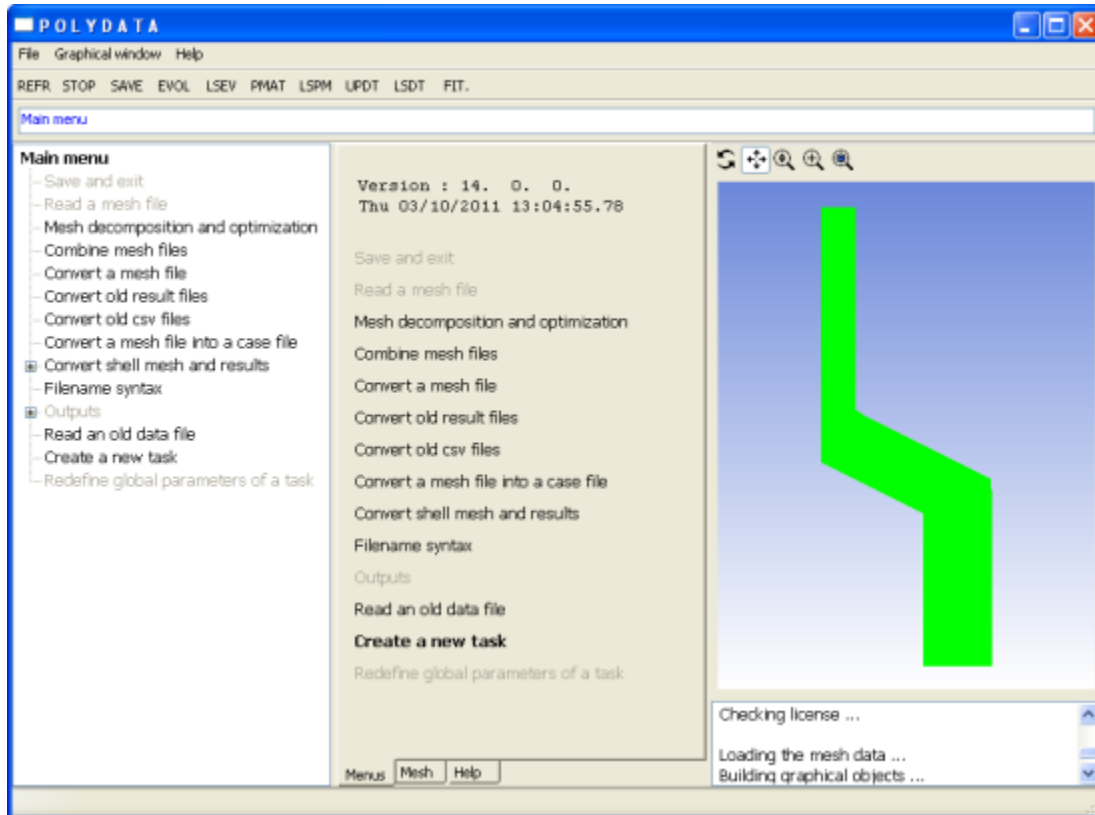 POLYDATA
File Graphical window Help
REFR STOP SAVE EVOL LSEV PMAT LSPM UPDT LSDT FIT.
Main menu
Main menu
Save and exit
Read a mesh file
Mesh decomposition and optimization
Combine mesh files
Convert a mesh file
Convert old result files
Convert old csv files
Convert a mesh file into a case file
Convert shell mesh and results
Filename syntax
Outputs
Read an old data file
Create a new task
Redefine global parameters of a task
Version : 14. 0. 0.
Thu 03/10/2011 13:04:55.78
Save and exit
Read a mesh file
Mesh decomposition and optimization
Combine mesh files
Convert a mesh file
Convert old result files
Convert old csv files
Convert a mesh file into a case file
Convert shell mesh and results
Filename syntax
Outputs
Read an old data file
Create a new task
Redefine global parameters of a task
Menus Mesh Help
Checking license ...
Loading the mesh data ...
Building graphical objects ...